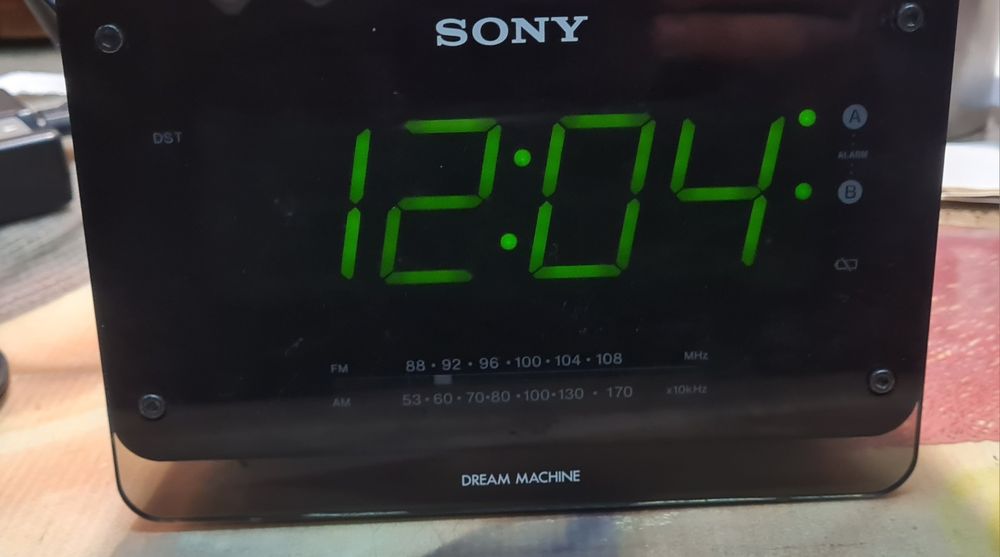 SONY
DST
12:04
A
ALARM
B
FM 88 • 92 • 96 • 100 • 104 • 108 MHz
AM 53 • 60 • 70 • 80 • 100 • 130 • 170 x10kHz
DREAM MACHINE